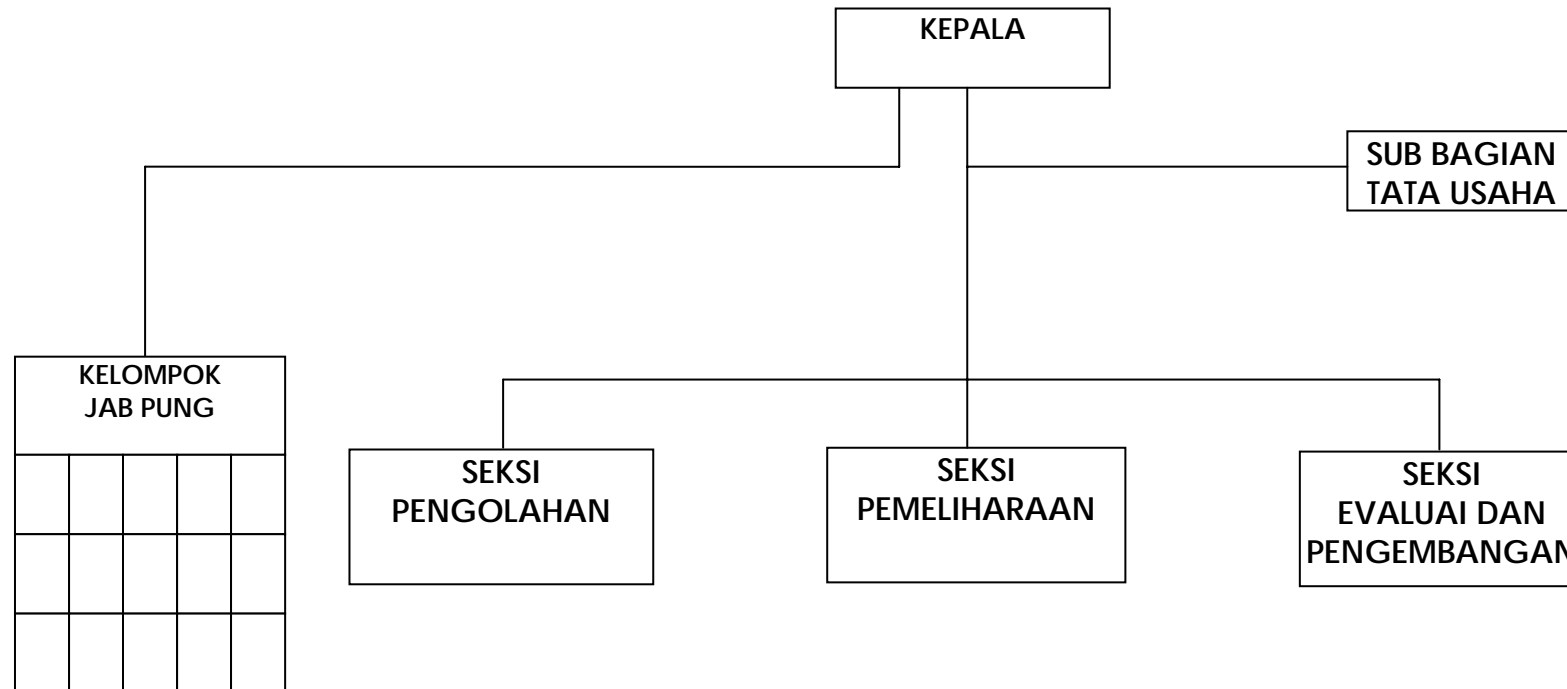 KEPALA
SUB BAGIAN
TATA USAHA
KELOMPOK
JAB PUNG
SEKSI
PENGOLAHAN
SEKSI
PEMELIHARAAN
SEKSI
EVALUAI DAN
PENGEMBANGAN